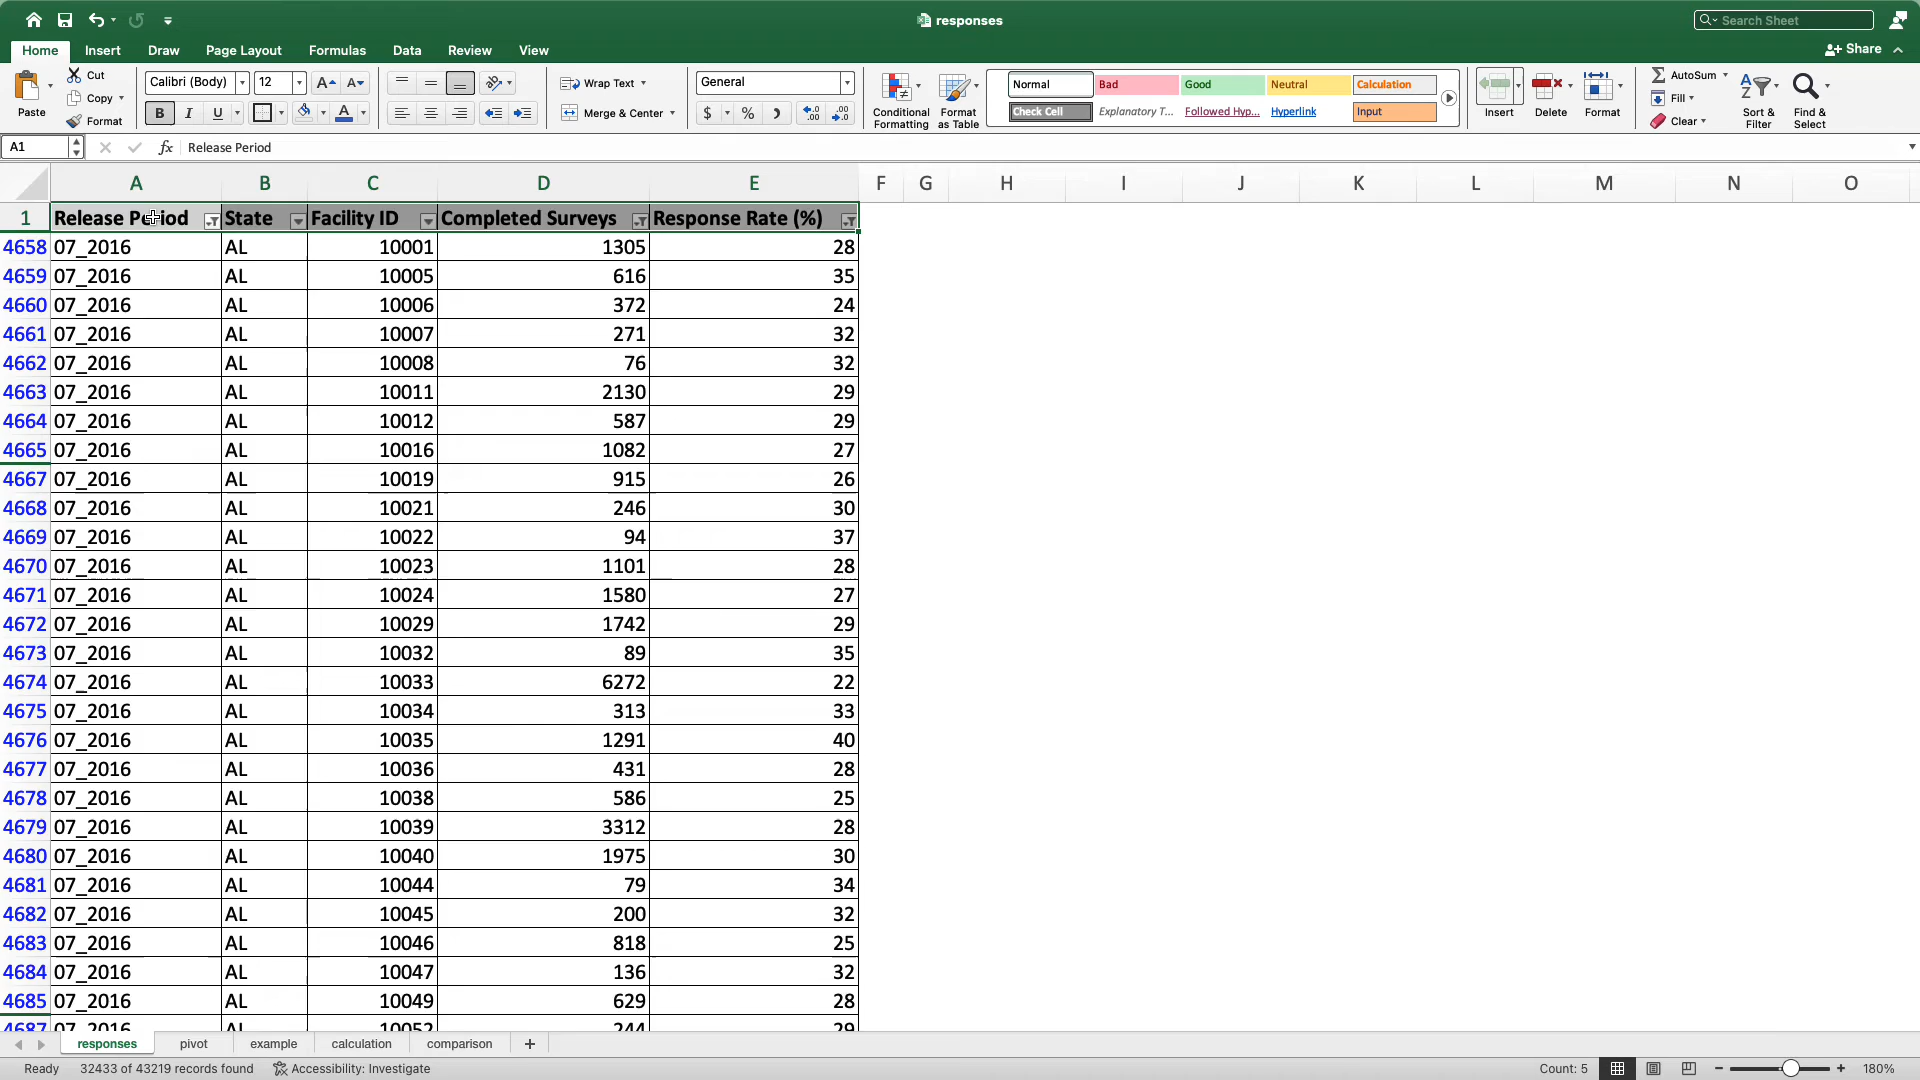 responses
Search Sheet
Home Insert Draw Page Layout Formulas Data Review View Share
Paste Cut Copy Format
Calibri (Body) 12 A A
B I U A
Wrap Text
Merge & Center
General
$ % .00
Conditional Formatting
Format as Table
Normal Bad Good Neutral Calculation
Check Cell Explanatory T... Followed Hyp... Hyperlink Input
Insert Delete Format
AutoSum
Fill
Clear
Sort & Filter
Find & Select
A1 fx Release Period
A B C D E F G H I J K L M N O
1 Release Period State Facility ID Completed Surveys Response Rate (%)
4658 07_2016 AL 10001 1305 28
4659 07_2016 AL 10005 616 35
4660 07_2016 AL 10006 372 24
4661 07_2016 AL 10007 271 32
4662 07_2016 AL 10008 76 32
4663 07_2016 AL 10011 2130 29
4664 07_2016 AL 10012 587 29
4665 07_2016 AL 10016 1082 27
4667 07_2016 AL 10019 915 26
4668 07_2016 AL 10021 246 30
4669 07_2016 AL 10022 94 37
4670 07_2016 AL 10023 1101 28
4671 07_2016 AL 10024 1580 27
4672 07_2016 AL 10029 1742 29
4673 07_2016 AL 10032 89 35
4674 07_2016 AL 10033 6272 22
4675 07_2016 AL 10034 313 33
4676 07_2016 AL 10035 1291 40
4677 07_2016 AL 10036 431 28
4678 07_2016 AL 10038 586 25
4679 07_2016 AL 10039 3312 28
4680 07_2016 AL 10040 1975 30
4681 07_2016 AL 10044 79 34
4682 07_2016 AL 10045 200 32
4683 07_2016 AL 10046 818 25
4684 07_2016 AL 10047 136 32
4685 07_2016 AL 10049 629 28
4687 07_2016 AL 10052 244 29
responses pivot example calculation comparison
Ready 32433 of 43219 records found Accessibility: Investigate Count: 5 180%